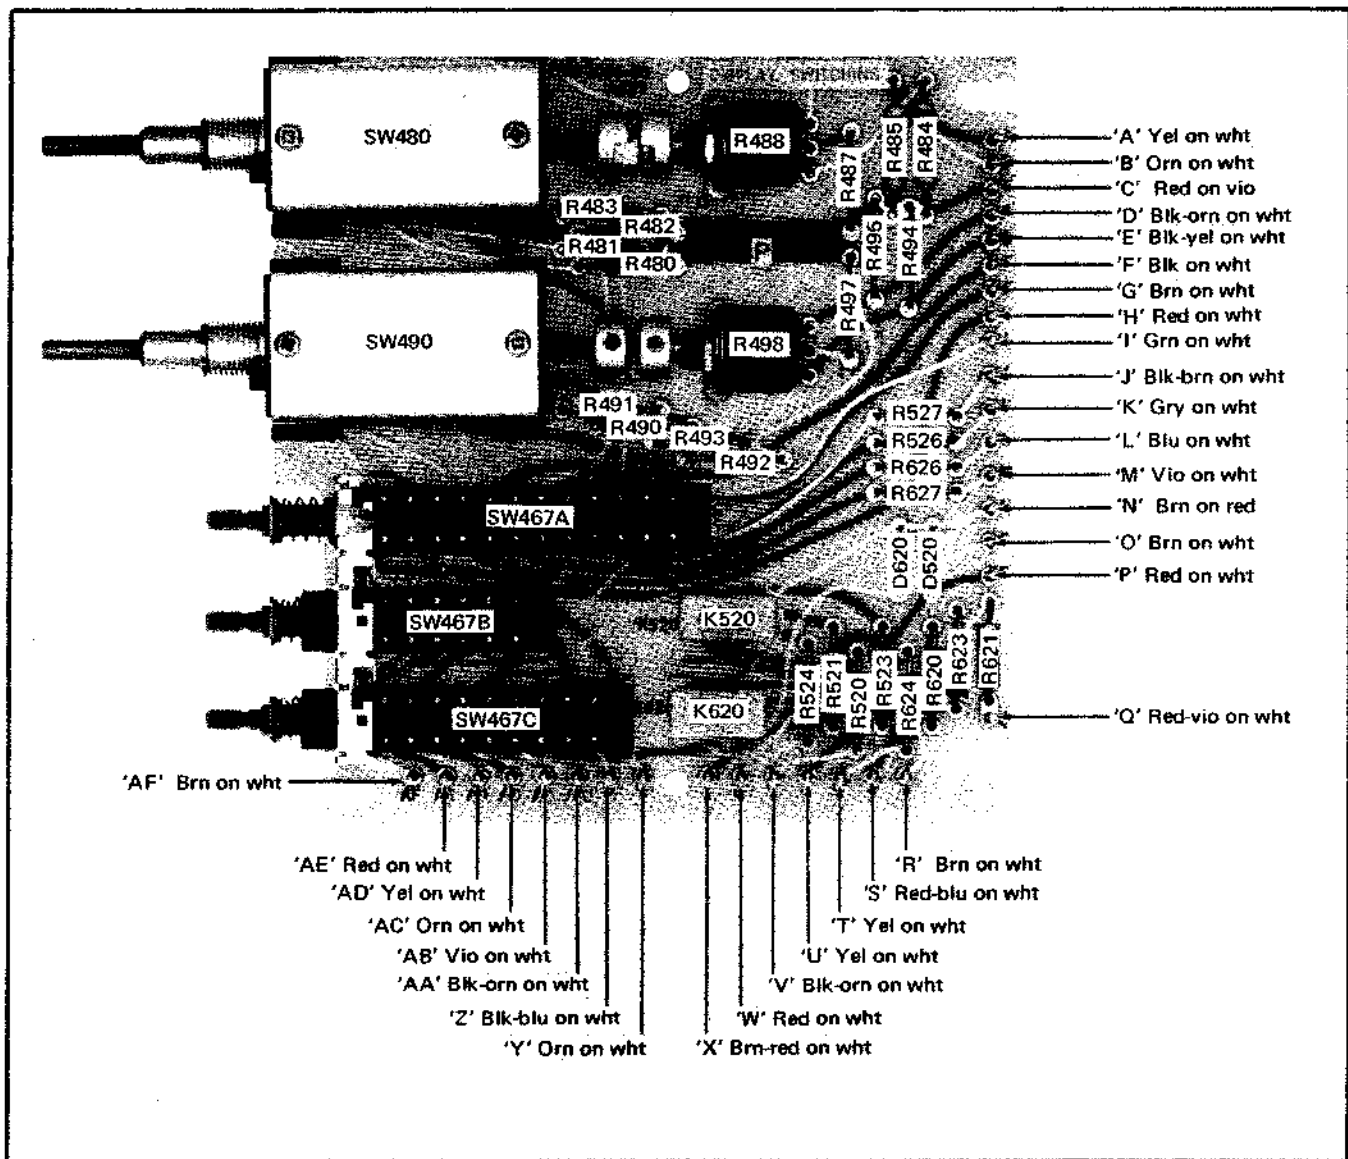 DISPLAY SWITCHING
SW480
R488
R487
R485
R484
'A' Yel on wht
'B' Orn on wht
'C' Red on vio
'D' Blk-orn on wht
'E' Blk-yel on wht
'F' Blk on wht
'G' Brn on wht
'H' Red on wht
'I' Grn on wht
'J' Blk-brn on wht
'K' Gry on wht
'L' Blu on wht
'M' Vio on wht
'N' Brn on red
'O' Brn on wht
'P' Red on wht
'Q' Red-vio on wht
R483
R482
R481
R480
R496
R494
R497
SW490
R498
R491
R490
R493
R492
R527
R526
R626
R627
SW467A
D620
D520
SW467B
K520
SW467C
K620
R524
R521
R520
R523
R624
R620
R623
R621
'AF' Brn on wht
'AE' Red on wht
'AD' Yel on wht
'AC' Orn on wht
'AB' Vio on wht
'AA' Blk-orn on wht
'Z' Blk-blu on wht
'Y' Orn on wht
'R' Brn on wht
'S' Red-blu on wht
'T' Yel on wht
'U' Yel on wht
'V' Blk-orn on wht
'W' Red on wht
'X' Brn-red on wht